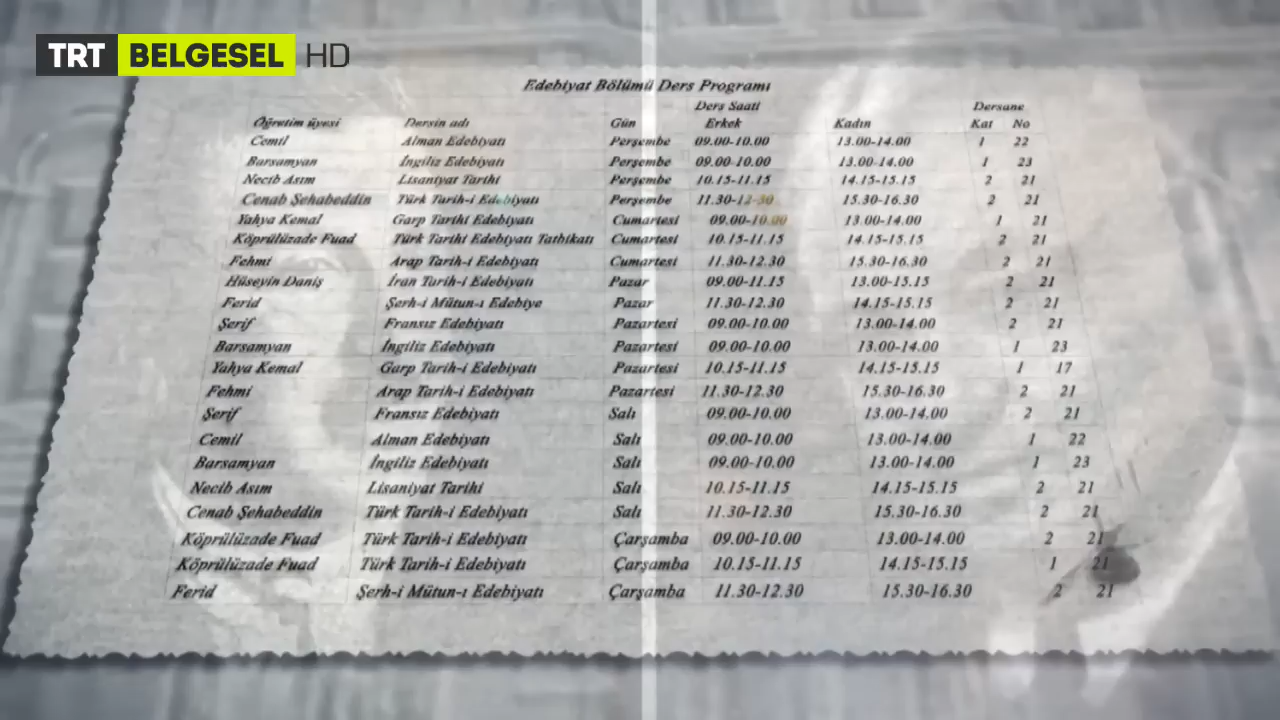 TRT BELGESEL HD
Edebiyat Bölümü Ders Programı
Ders Saati Dersane
Öğretim üyesi Dersin adı Gün Erkek Kadın Kat No
Cemil Alman Edebiyatı Perşembe 09.00-10.00 13.00-14.00 1 22
Barsamyan İngiliz Edebiyatı Perşembe 09.00-10.00 13.00-14.00 1 23
Necib Asım Lisaniyat Tarihi Perşembe 10.15-11.15 14.15-15.15 2 21
Cenab Şehabeddin Türk Tarih-i Edebiyatı Perşembe 11.30-12.30 15.30-16.30 2 21
Yahya Kemal Garp Tarihi Edebiyatı Cumartesi 09.00-10.00 13.00-14.00 1 21
Köprülüzade Fuad Türk Tarihi Edebiyatı Tatbikatı Cumartesi 10.15-11.15 14.15-15.15 2 21
Fehmi Arap Tarih-i Edebiyatı Cumartesi 11.30-12.30 15.30-16.30 2 21
Hüseyin Daniş İran Tarih-i Edebiyatı Pazar 09.00-11.15 13.00-15.15 2 21
Ferid Şerh-i Mütun-ı Edebiye Pazar 11.30-12.30 14.15-15.15 2 21
Şerif Fransız Edebiyatı Pazartesi 09.00-10.00 13.00-14.00 2 21
Barsamyan İngiliz Edebiyatı Pazartesi 09.00-10.00 13.00-14.00 1 23
Yahya Kemal Garp Tarih-i Edebiyatı Pazartesi 10.15-11.15 14.15-15.15 1 17
Fehmi Arap Tarih-i Edebiyatı Pazartesi 11.30-12.30 15.30-16.30 2 21
Şerif Fransız Edebiyatı Salı 09.00-10.00 13.00-14.00 2 21
Cemil Alman Edebiyatı Salı 09.00-10.00 13.00-14.00 1 22
Barsamyan İngiliz Edebiyatı Salı 09.00-10.00 13.00-14.00 1 23
Necib Asım Lisaniyat Tarihi Salı 10.15-11.15 14.15-15.15 2 21
Cenab Şehabeddin Türk Tarih-i Edebiyatı Salı 11.30-12.30 15.30-16.30 2 21
Köprülüzade Fuad Türk Tarih-i Edebiyatı Çarşamba 09.00-10.00 13.00-14.00 2 21
Köprülüzade Fuad Türk Tarih-i Edebiyatı Çarşamba 10.15-11.15 14.15-15.15 1 21
Ferid Şerh-i Mütun-ı Edebiyatı Çarşamba 11.30-12.30 15.30-16.30 2 21